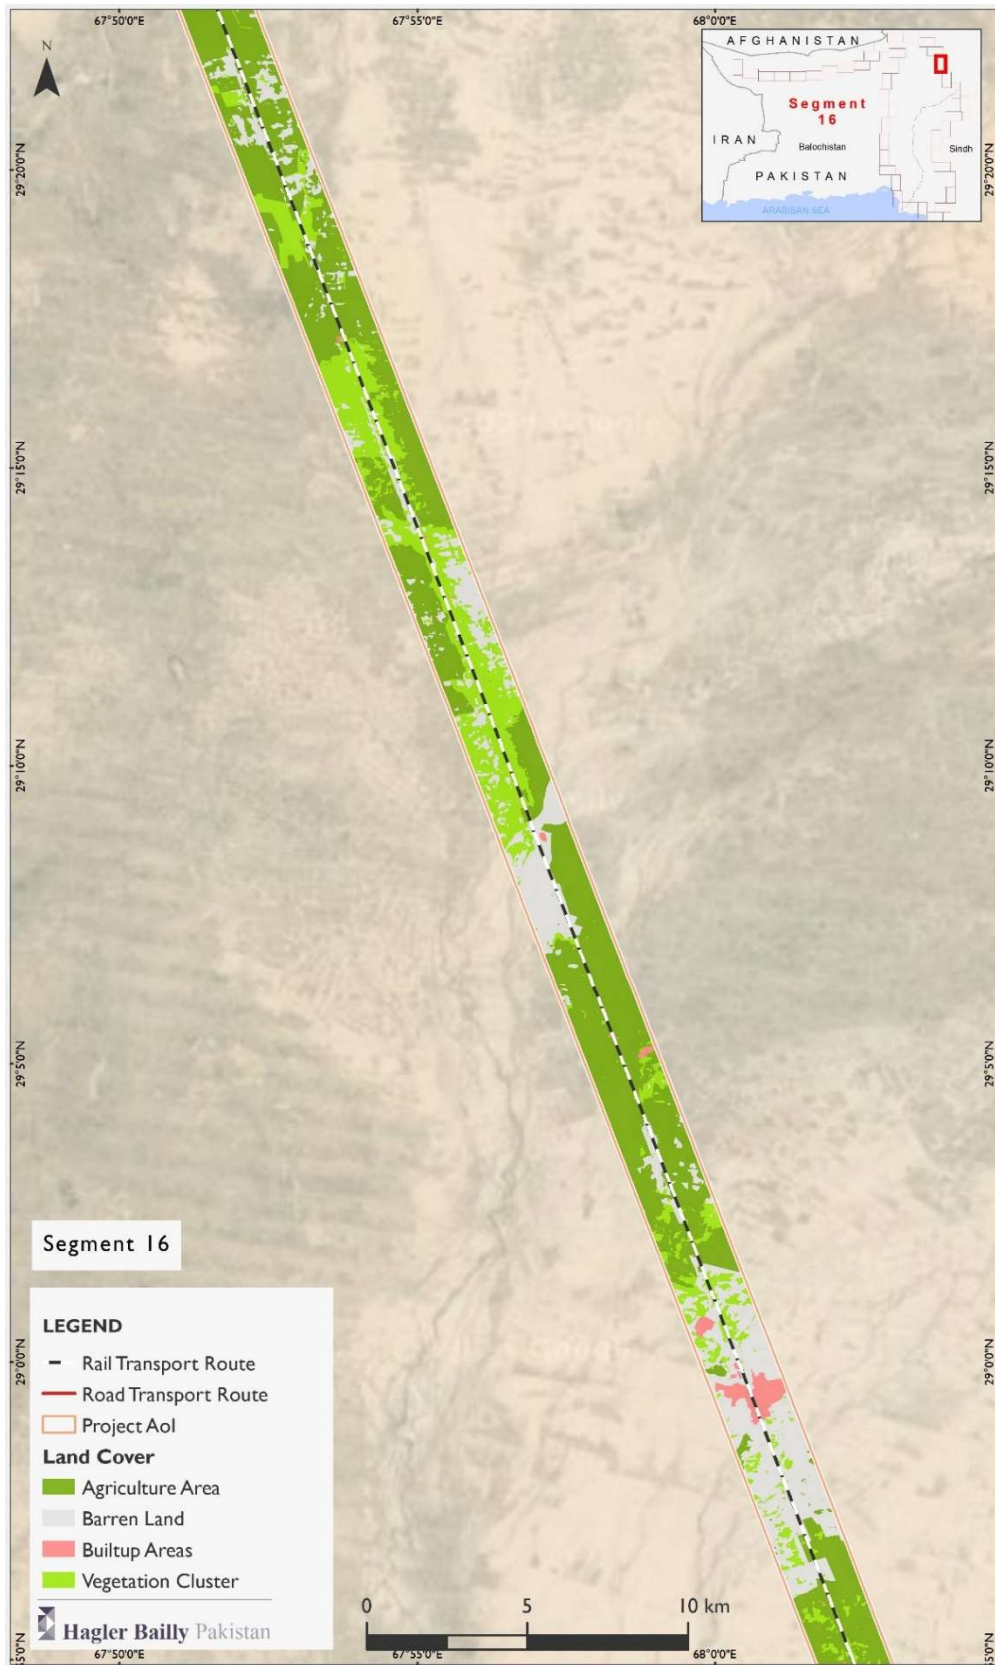 67°50'0"E
67°55'0"E
68°0'0"E
N
AFGHANISTAN
Segment
16
IRAN
Balochistan
Sindh
PAKISTAN
ARABISAN SEA
29°20'0"N
29°20'0"N
29°15'0"N
29°15'0"N
29°10'0"N
29°10'0"N
29°5'0"N
29°5'0"N
29°0'0"N
29°0'0"N
Segment 16
LEGEND
Rail Transport Route
Road Transport Route
Project AoI
Land Cover
Agriculture Area
Barren Land
Builtup Areas
Vegetation Cluster
Hagler Bailly Pakistan
0 5 10 km
67°50'0"E
67°55'0"E
68°0'0"E